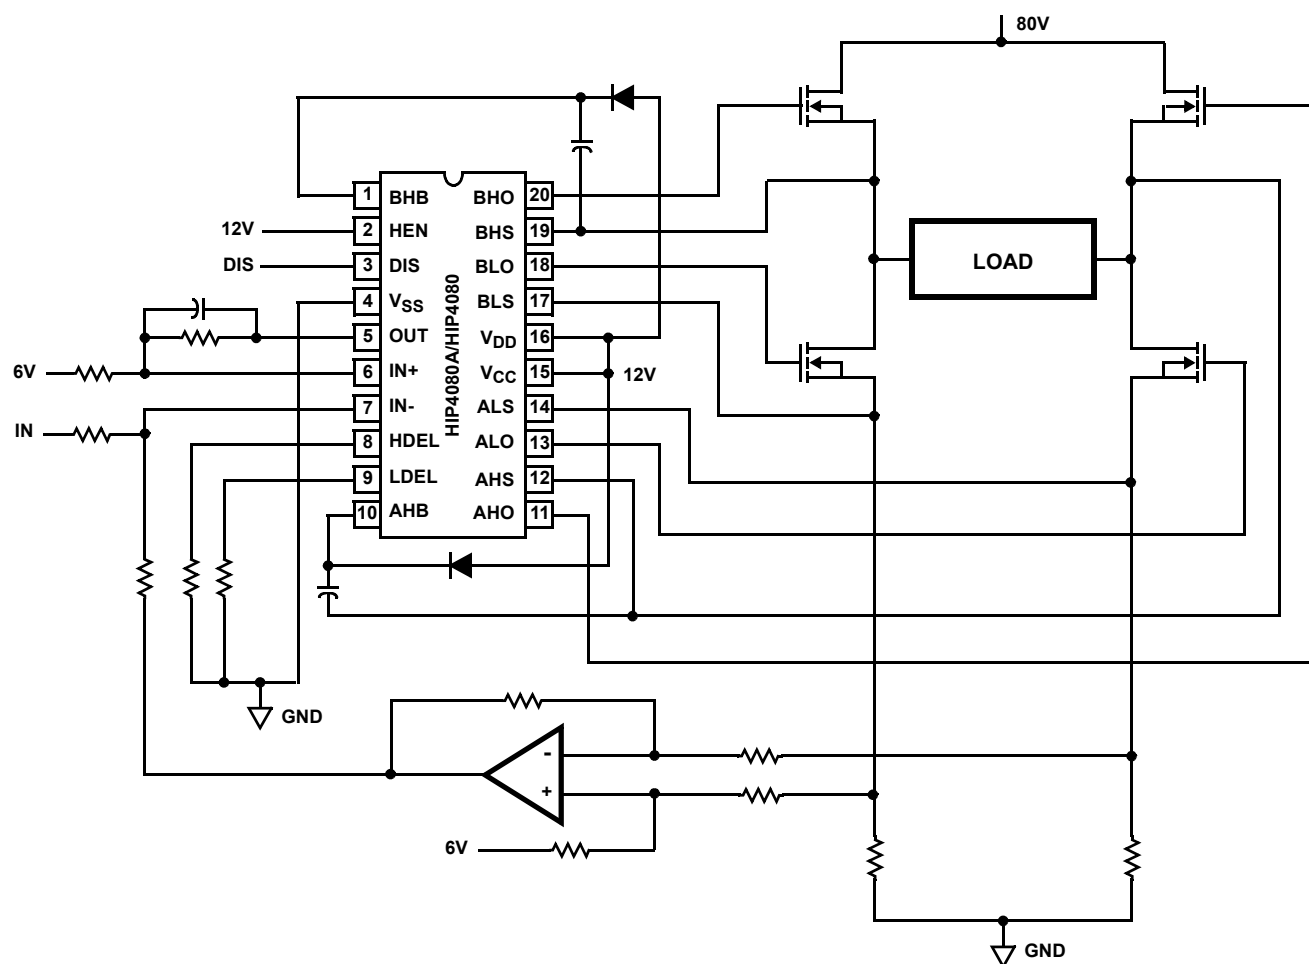 80V
1 BHB BHO 20
12V 2 HEN BHS 19
DIS 3 DIS BLO 18
4 VSS BLS 17
5 OUT VDD 16
6V 6 IN+ VCC 15 12V
IN 7 IN- ALS 14
8 HDEL ALO 13
9 LDEL AHS 12
10 AHB AHO 11
HIP4080A/HIP4080
LOAD
GND
-
+
6V
GND